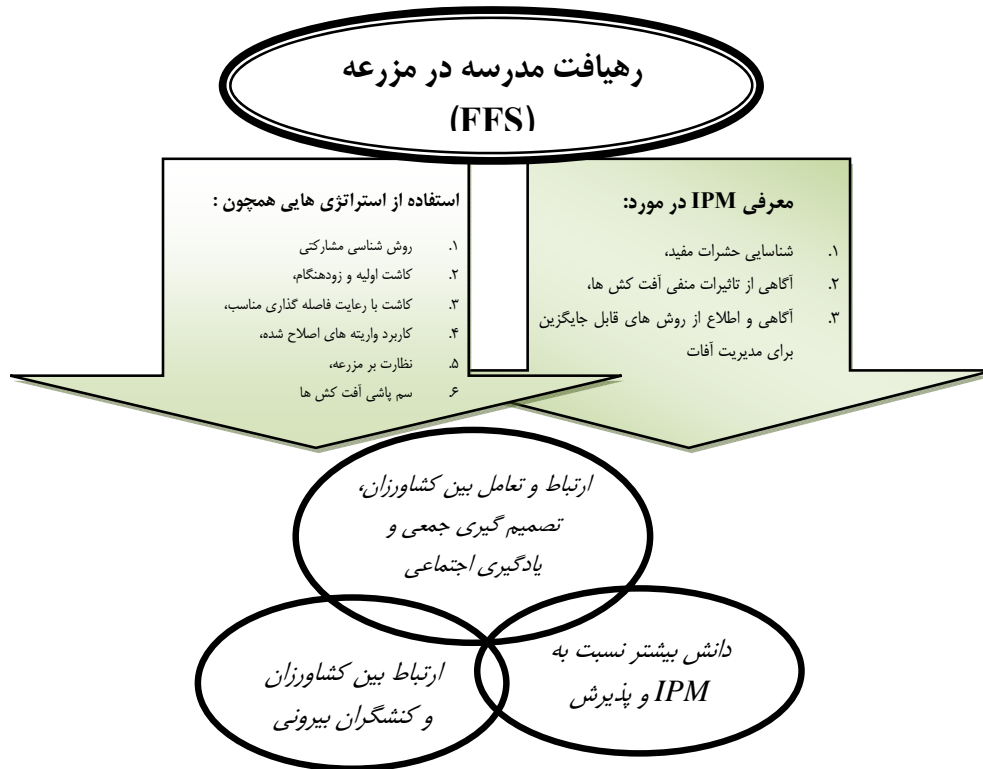 رهیافت مدرسه در مزرعه
(FFS)
معرفی IPM در مورد:
۱. شناسایی حشرات مفید،
۲. آگاهی از تاثیرات منفی آفت کش ها،
۳. آگاهی و اطلاع از روش های قابل جایگزین
برای مدیریت آفات
استفاده از استراتژی هایی همچون :
۱. روش شناسی مشارکتی
۲. کاشت اولیه و زودهنگام،
۳. کاشت با رعایت فاصله گذاری مناسب،
۴. کاربرد واریته های اصلاح شده،
۵. نظارت بر مزرعه،
۶. سم پاشی آفت کش ها
ارتباط و تعامل بین کشاورزان،
تصمیم گیری جمعی و
یادگیری اجتماعی
دانش بیشتر نسبت به
IPM و پذیرش
ارتباط بین کشاورزان
و کنشگران بیرونی